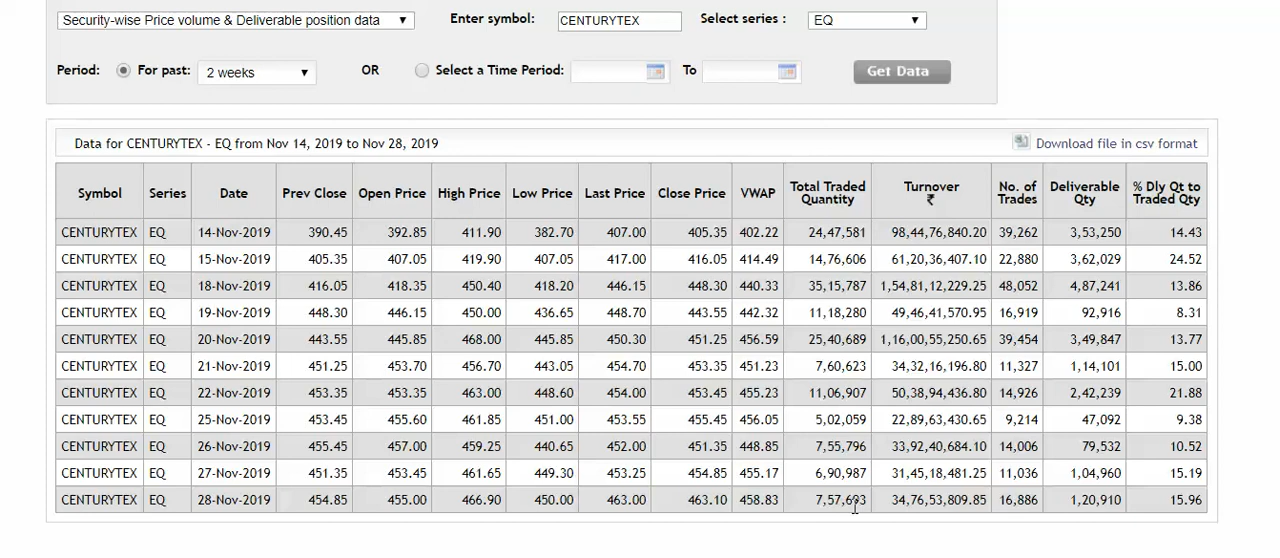 Security-wise Price volume & Deliverable position data Enter symbol: CENTURYTEX Select series : EQ
Period: For past: 2 weeks OR Select a Time Period: To Get Data
Data for CENTURYTEX - EQ from Nov 14, 2019 to Nov 28, 2019 Download file in csv format
Symbol Series Date Prev Close Open Price High Price Low Price Last Price Close Price VWAP Total Traded Quantity Turnover ₹ No. of Trades Deliverable Qty % Dly Qt to Traded Qty
CENTURYTEX EQ 14-Nov-2019 390.45 392.85 411.90 382.70 407.00 405.35 402.22 24,47,581 98,44,76,840.20 39,262 3,53,250 14.43
CENTURYTEX EQ 15-Nov-2019 405.35 407.05 419.90 407.05 417.00 416.05 414.49 14,76,606 61,20,36,407.10 22,880 3,62,029 24.52
CENTURYTEX EQ 18-Nov-2019 416.05 418.35 450.40 418.20 446.15 448.30 440.33 35,15,787 1,54,81,12,229.25 48,052 4,87,241 13.86
CENTURYTEX EQ 19-Nov-2019 448.30 446.15 450.00 436.65 448.70 443.55 442.32 11,18,280 49,46,41,570.95 16,919 92,916 8.31
CENTURYTEX EQ 20-Nov-2019 443.55 445.85 468.00 445.85 450.30 451.25 456.59 25,40,689 1,16,00,55,250.65 39,454 3,49,847 13.77
CENTURYTEX EQ 21-Nov-2019 451.25 453.70 456.70 443.05 454.70 453.35 451.23 7,60,623 34,32,16,196.80 11,327 1,14,101 15.00
CENTURYTEX EQ 22-Nov-2019 453.35 453.35 463.00 448.60 454.00 453.45 455.23 11,06,907 50,38,94,436.80 14,926 2,42,239 21.88
CENTURYTEX EQ 25-Nov-2019 453.45 455.60 461.85 451.00 453.55 455.45 456.05 5,02,059 22,89,63,430.65 9,214 47,092 9.38
CENTURYTEX EQ 26-Nov-2019 455.45 457.00 459.25 440.65 452.00 451.35 448.85 7,55,796 33,92,40,684.10 14,006 79,532 10.52
CENTURYTEX EQ 27-Nov-2019 451.35 453.45 461.65 449.30 453.25 454.85 455.17 6,90,987 31,45,18,481.25 11,036 1,04,960 15.19
CENTURYTEX EQ 28-Nov-2019 454.85 455.00 466.90 450.00 463.00 463.10 458.83 7,57,693 34,76,53,809.85 16,886 1,20,910 15.96